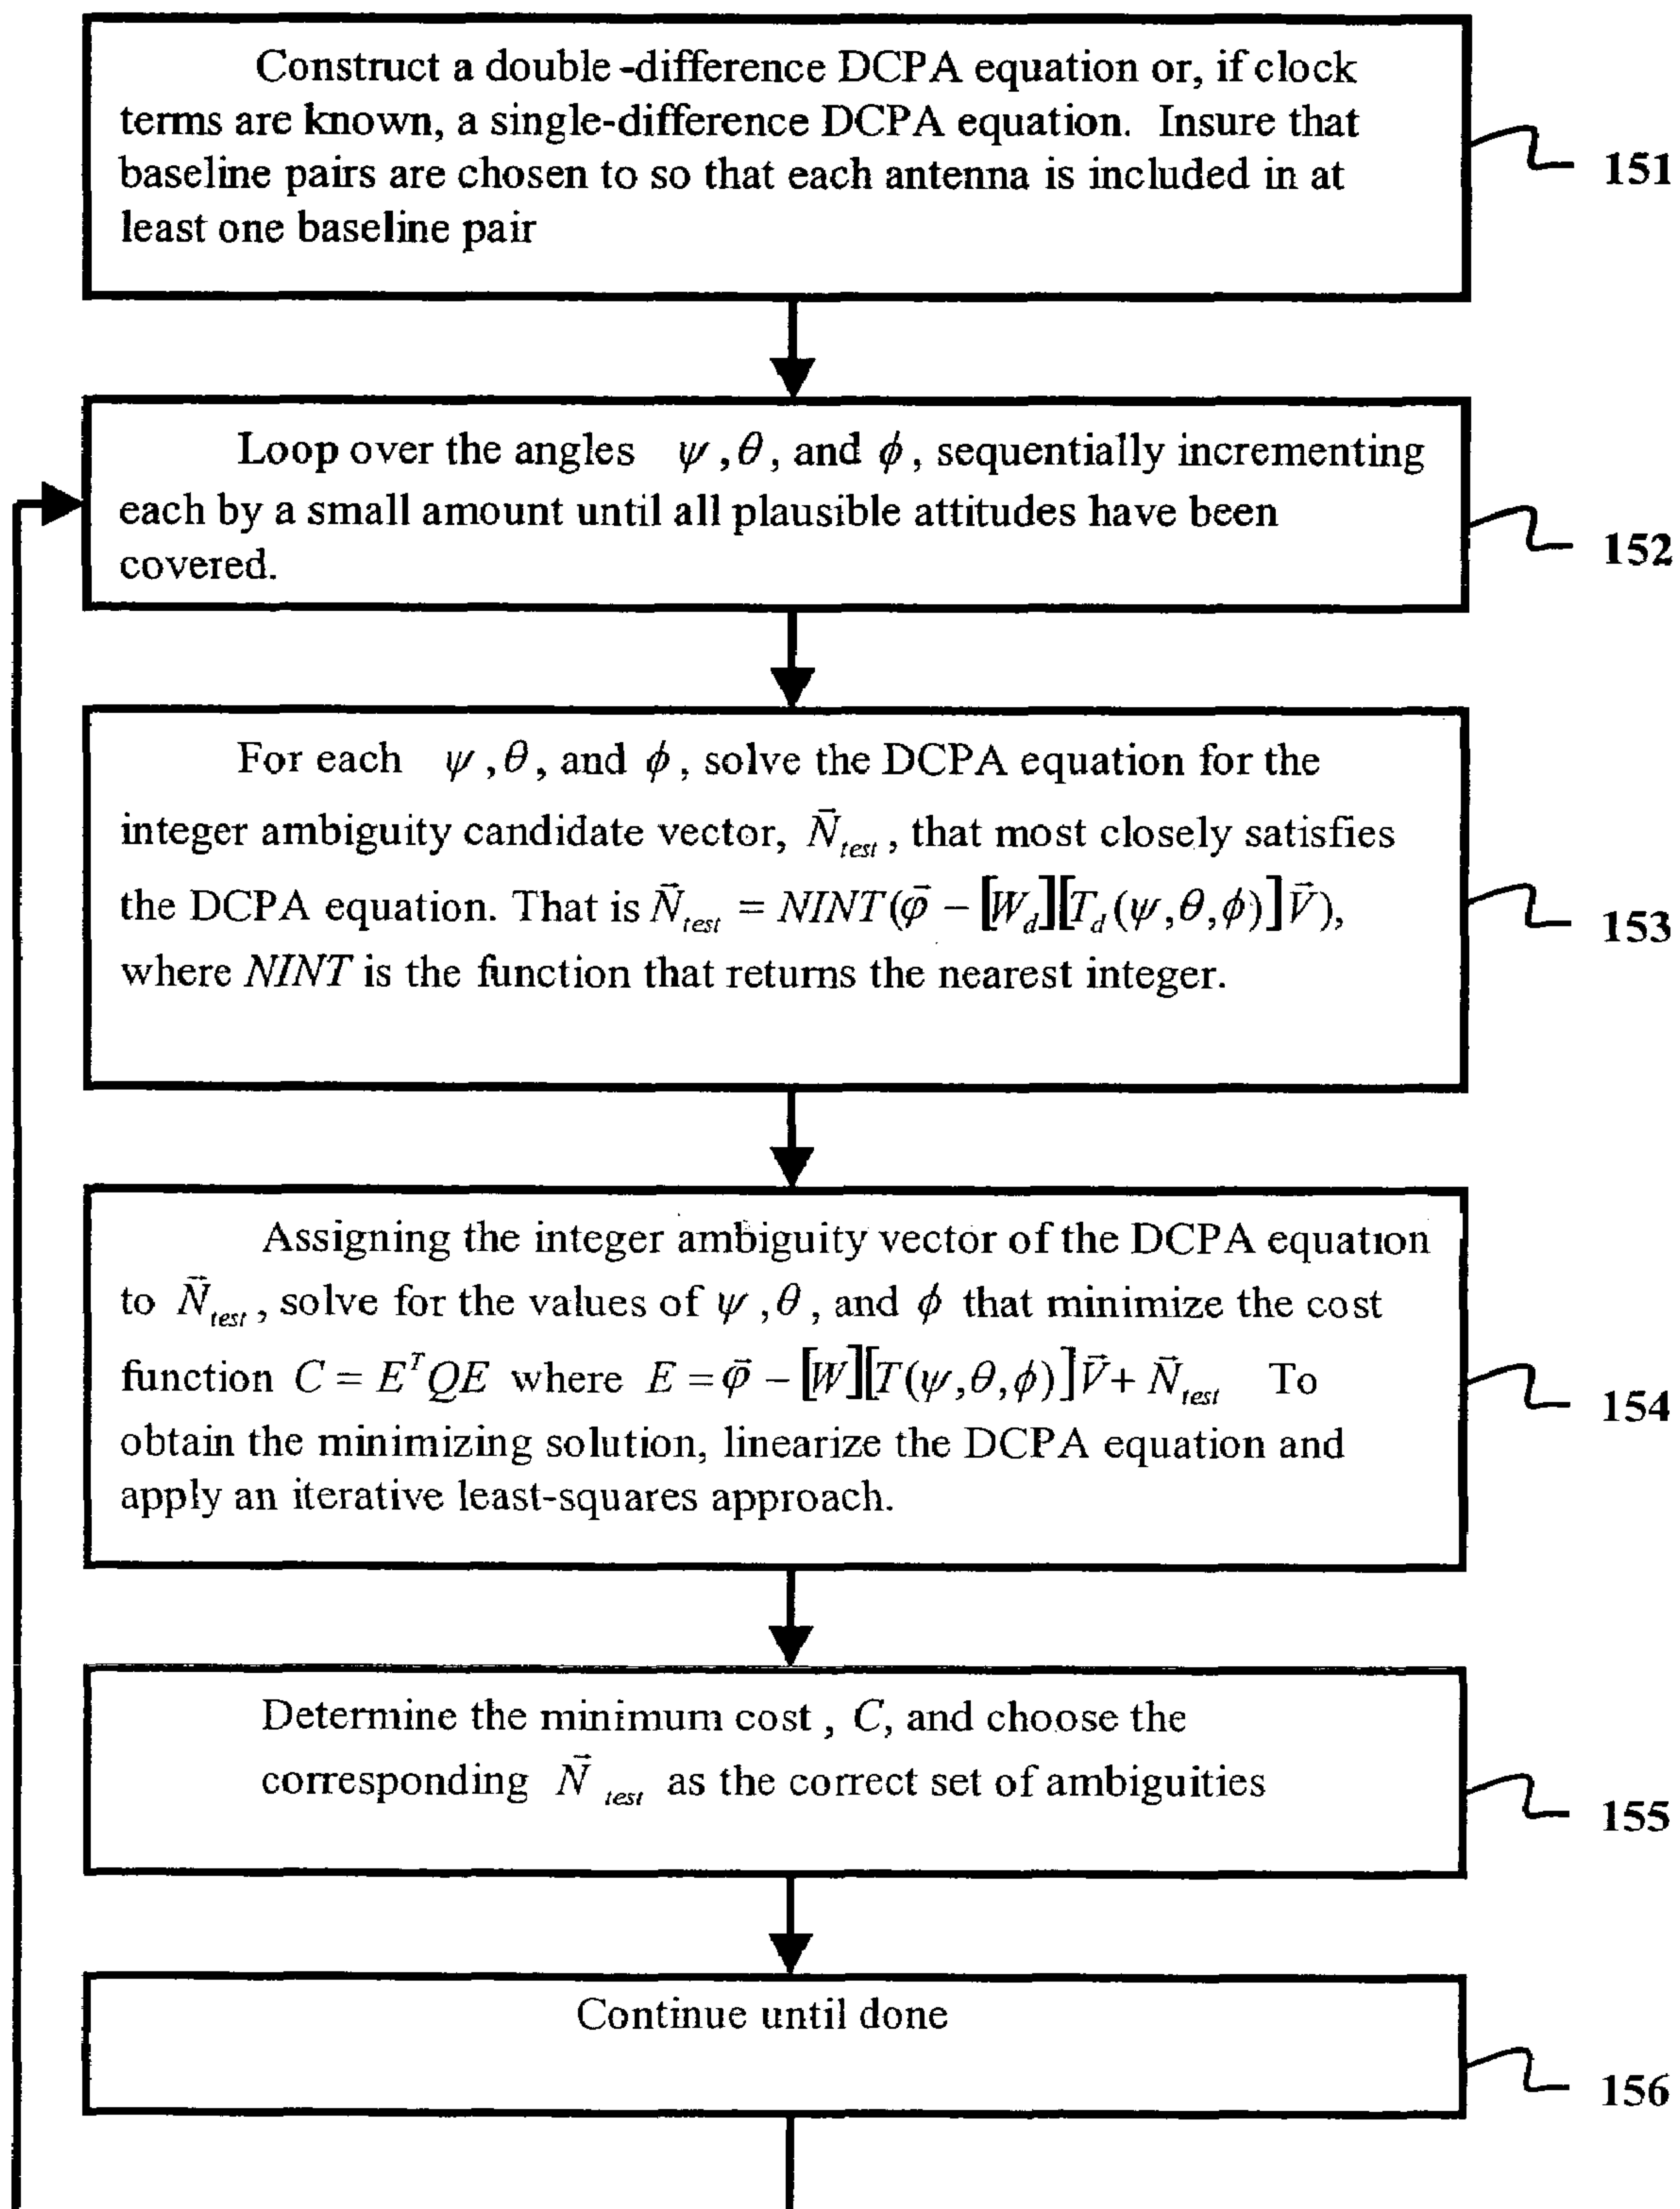 Construct a double-difference DCPA equation or, if clock
terms are known, a single-difference DCPA equation. Insure that
baseline pairs are chosen to so that each antenna is included in at
least one baseline pair
151
Loop over the angles ψ, θ, and ϕ, sequentially incrementing
each by a small amount until all plausible attitudes have been
covered.
152
For each ψ, θ, and ϕ, solve the DCPA equation for the
integer ambiguity candidate vector, N⃗_test, that most closely satisfies
the DCPA equation. That is N⃗_test = NINT(φ⃗ − [W_d][T_d(ψ,θ,ϕ)]V⃗),
where NINT is the function that returns the nearest integer.
153
Assigning the integer ambiguity vector of the DCPA equation
to N⃗_test, solve for the values of ψ, θ, and ϕ that minimize the cost
function C = E^T QE where E = φ⃗ − [W][T(ψ,θ,ϕ)]V⃗ + N⃗_test To
obtain the minimizing solution, linearize the DCPA equation and
apply an iterative least-squares approach.
154
Determine the minimum cost , C, and choose the
corresponding N⃗_test as the correct set of ambiguities
155
Continue until done
156